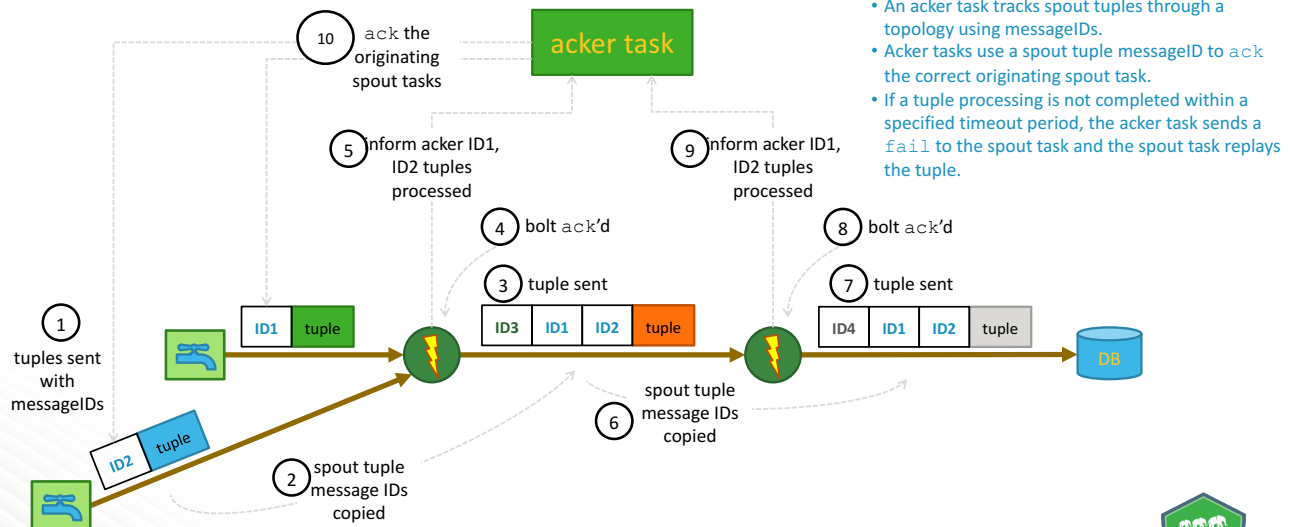 • An acker task tracks spout tuples through a
topology using messageIDs.
• Acker tasks use a spout tuple messageID to ack
the correct originating spout task.
• If a tuple processing is not completed within a
specified timeout period, the acker task sends a
fail to the spout task and the spout task replays
the tuple.
10
ack the
originating
spout tasks
acker task
5
inform acker ID1,
ID2 tuples
processed
9
inform acker ID1,
ID2 tuples
processed
4
bolt ack’d
8
bolt ack’d
3
tuple sent
7
tuple sent
1
tuples sent
with
messageIDs
ID1 tuple
ID3 ID1 ID2 tuple
ID4 ID1 ID2 tuple
DB
ID2 tuple
6
spout tuple
message IDs
copied
2
spout tuple
message IDs
copied